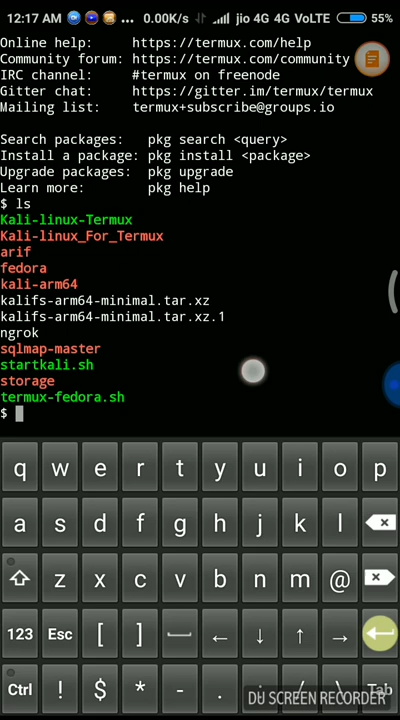 12:17 AM ... 0.00K/s jio 4G 4G VoLTE 55%
Online help: https://termux.com/help
Community forum: https://termux.com/community
IRC channel: #termux on freenode
Gitter chat: https://gitter.im/termux/termux
Mailing list: termux+subscribe@groups.io
Search packages: pkg search <query>
Install a package: pkg install <package>
Upgrade packages: pkg upgrade
Learn more: pkg help
$ ls
Kali-linux-Termux
Kali-linux_For_Termux
arif
fedora
kali-arm64
kalifs-arm64-minimal.tar.xz
kalifs-arm64-minimal.tar.xz.1
ngrok
sqlmap-master
startkali.sh
storage
termux-fedora.sh
$
q w e r t y u i o p
a s d f g h j k l
z x c v b n m @
123 Esc [ ] ← ↓ ↑ →
Ctrl ! $ * - . ; / \ Tab
DU SCREEN RECORDER